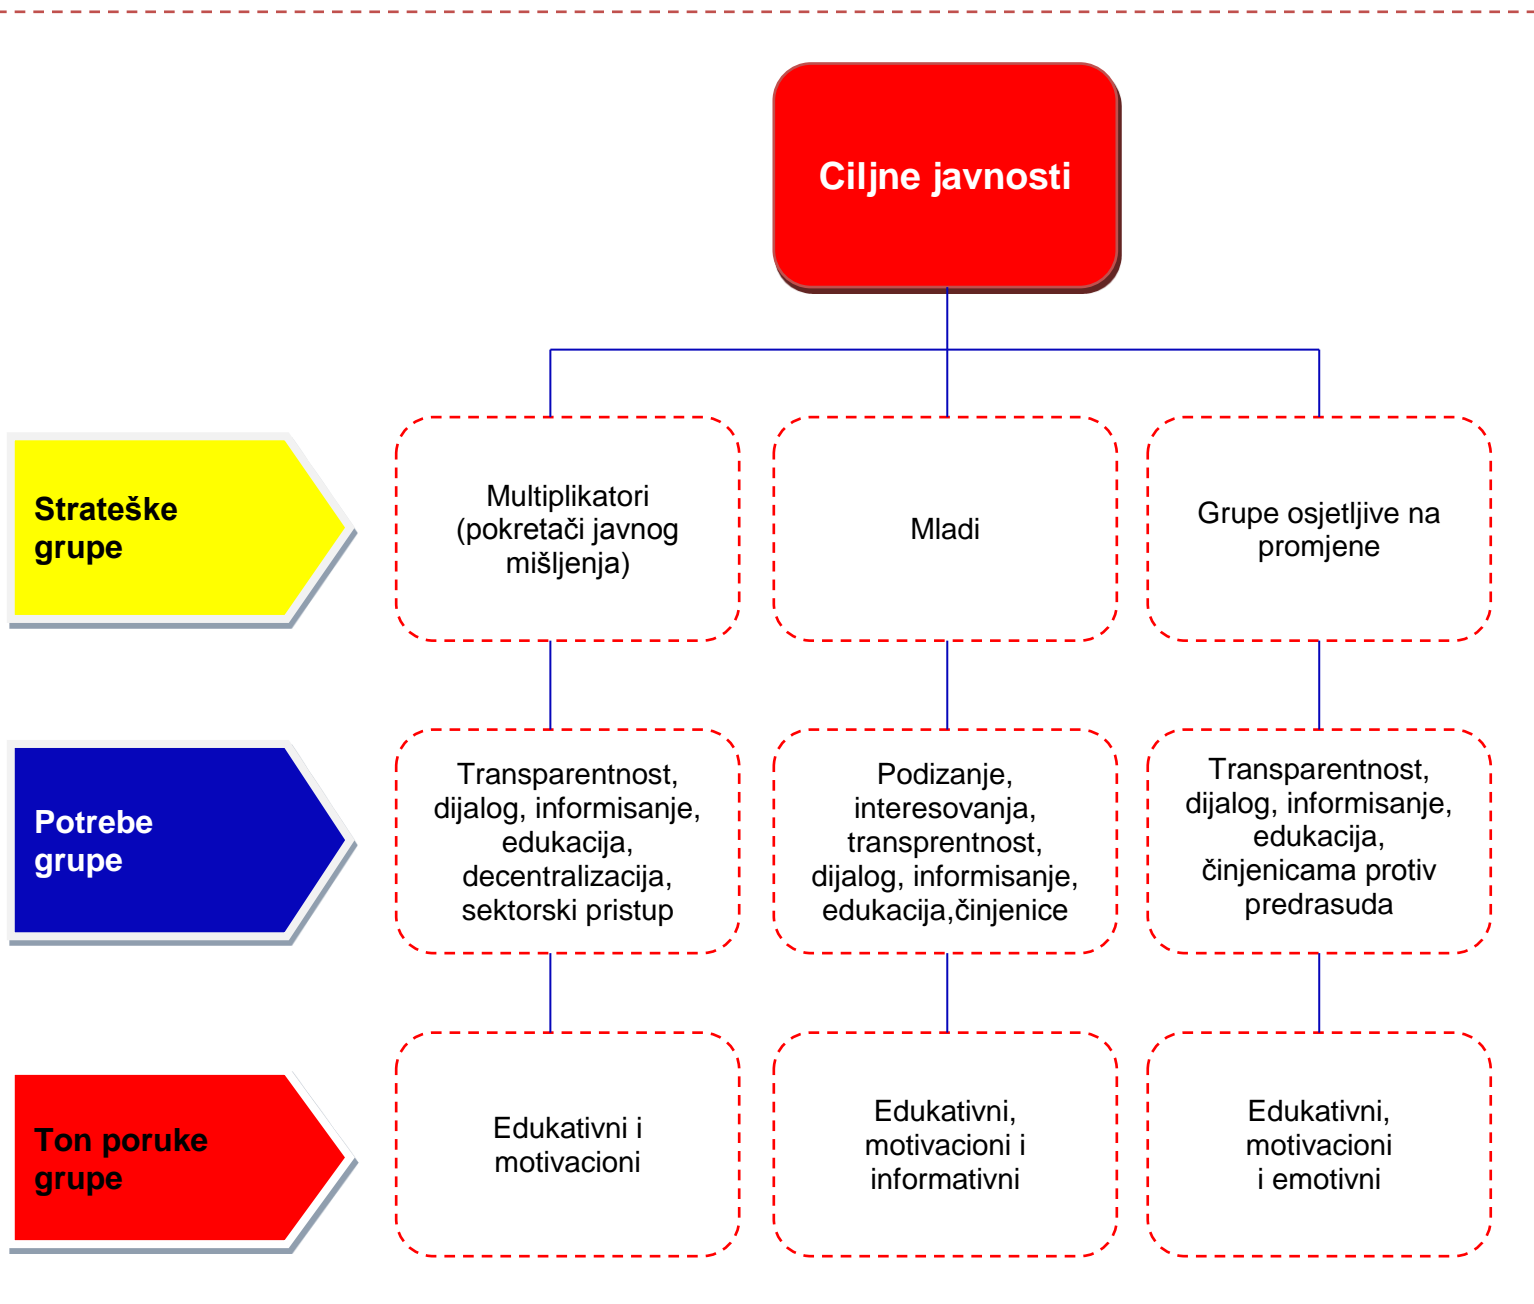 Ciljne javnosti
Strateške
grupe
Multiplikatori
(pokretači javnog
mišljenja)
Mladi
Grupe osjetljive na
promjene
Potrebe
grupe
Transparentnost,
dijalog, informisanje,
edukacija,
decentralizacija,
sektorski pristup
Podizanje,
interesovanja,
transprentnost,
dijalog, informisanje,
edukacija,činjenice
Transparentnost,
dijalog, informisanje,
edukacija,
činjenicama protiv
predrasuda
Ton poruke
grupe
Edukativni i
motivacioni
Edukativni,
motivacioni i
informativni
Edukativni,
motivacioni
i emotivni